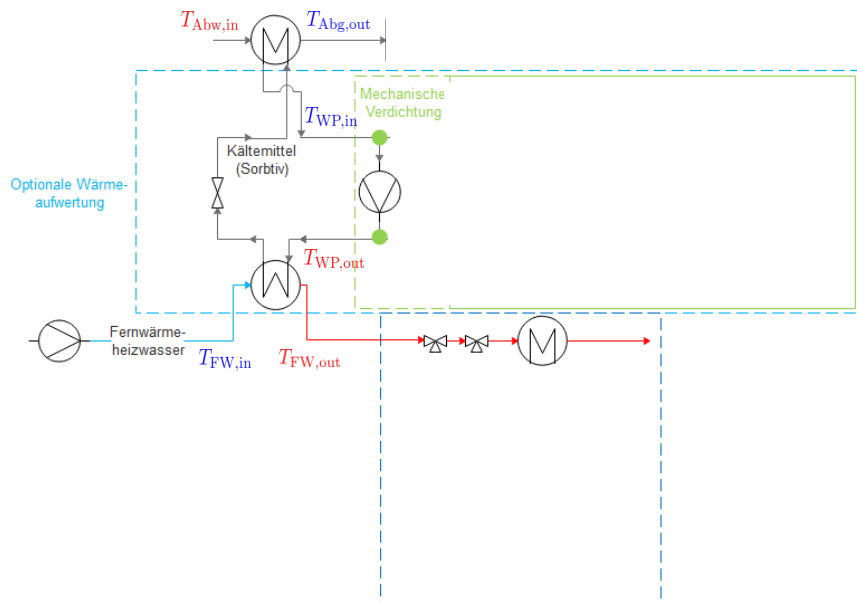 T_Abw,in
T_Abg,out
Mechanische
Verdichtung
T_WP,in
Kältemittel
(Sorbtiv)
Optionale Wärme-
aufwertung
T_WP,out
Fernwärme-
heizwasser
T_FW,in
T_FW,out